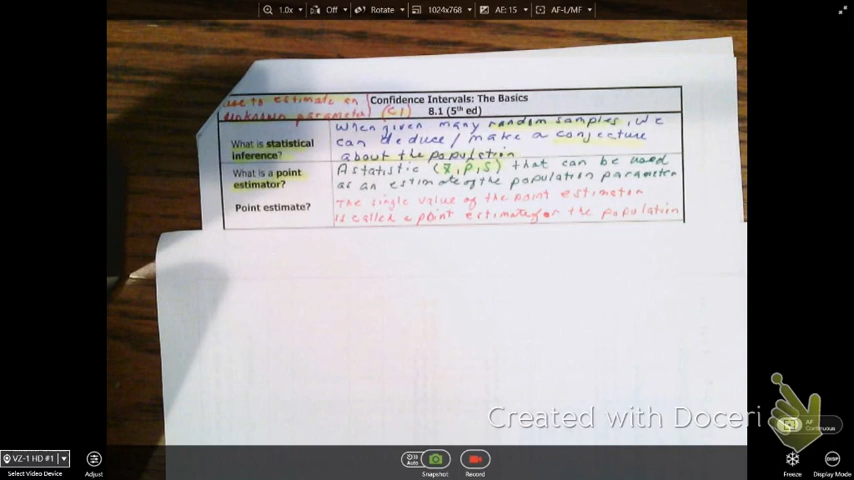 1.0x Off Rotate 1024x768 AE: 15 AF-L/MF
use to estimate an Confidence Intervals: The Basics
unknown parameter (CI) 8.1 (5th ed)
When given many random samples, we
What is statistical can deduce/make a conjecture
inference? about the population
What is a point A statistic (x̄, p, s) that can be used
estimator? as an estimate of the population parameter
Point estimate? The single value of the point estimator
is called a point estimate for the population
Created with Doceri
AF
Continuous
VZ-1 HD #1 Auto
Select Video Device Adjust Snapshot Record Freeze Display Mode
DISP